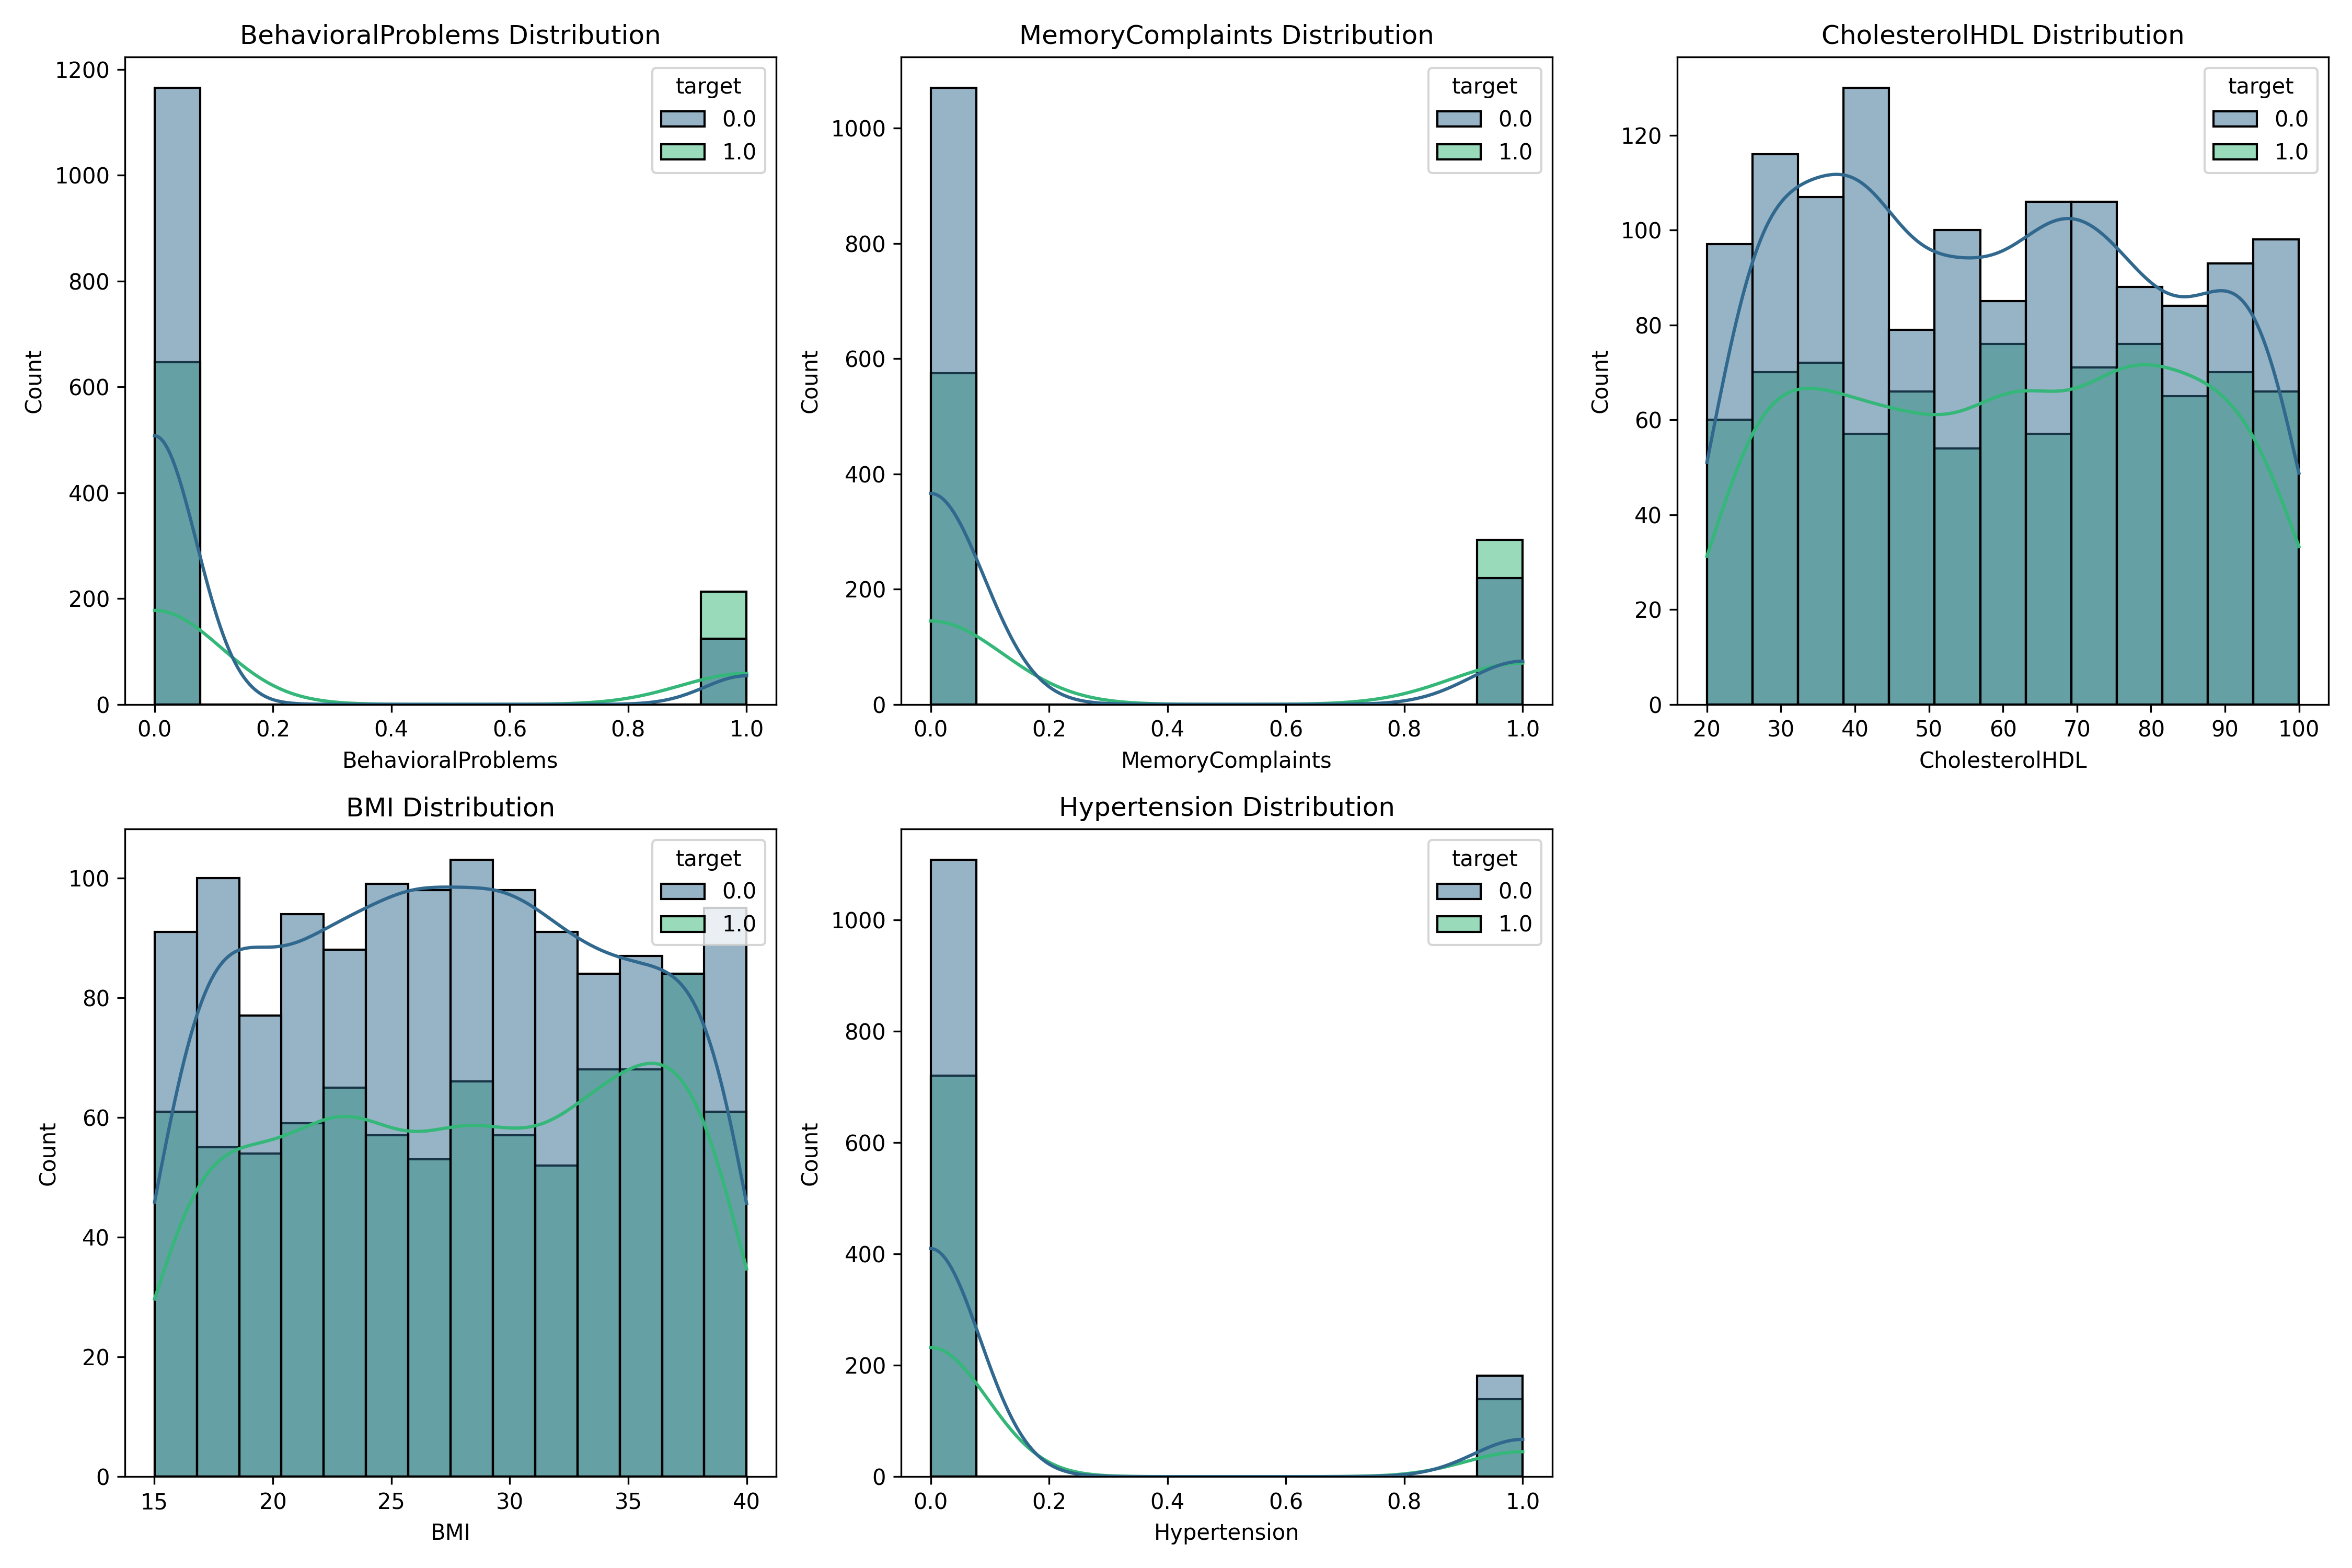 BehavioralProblems Distribution
target
0.0
1.0
1200
1000
800
600
400
200
0
Count
0.0 0.2 0.4 0.6 0.8 1.0
BehavioralProblems
MemoryComplaints Distribution
target
0.0
1.0
1000
800
600
400
200
0
Count
0.0 0.2 0.4 0.6 0.8 1.0
MemoryComplaints
CholesterolHDL Distribution
target
0.0
1.0
120
100
80
60
40
20
0
Count
20 30 40 50 60 70 80 90 100
CholesterolHDL
BMI Distribution
target
0.0
1.0
100
80
60
40
20
0
Count
15 20 25 30 35 40
BMI
Hypertension Distribution
target
0.0
1.0
1000
800
600
400
200
0
Count
0.0 0.2 0.4 0.6 0.8 1.0
Hypertension